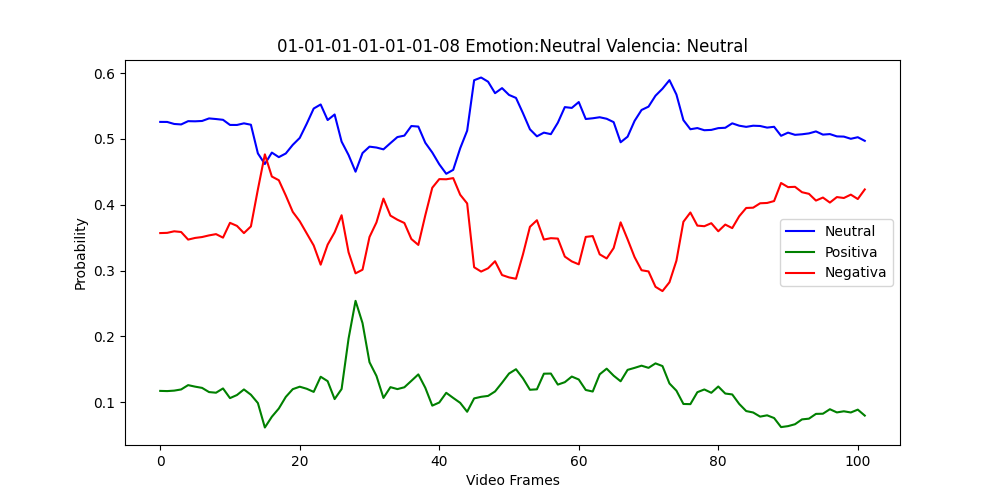 01-01-01-01-01-01-08 Emotion:Neutral Valencia: Neutral
0.6
0.5
0.4
0.3
0.2
0.1
Probability
Neutral
Positiva
Negativa
0 20 40 60 80 100
Video Frames